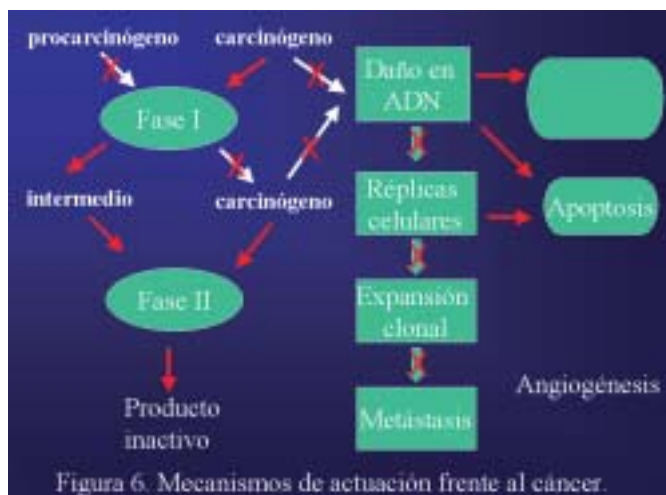 procarcinógeno
carcinógeno
Fase I
intermedio
carcinógeno
Fase II
Producto
inactivo
Daño en
ADN
Réplicas
celulares
Apoptosis
Expansión
clonal
Metástasis
Angiogénesis
Figura 6. Mecanismos de actuación frente al cáncer.